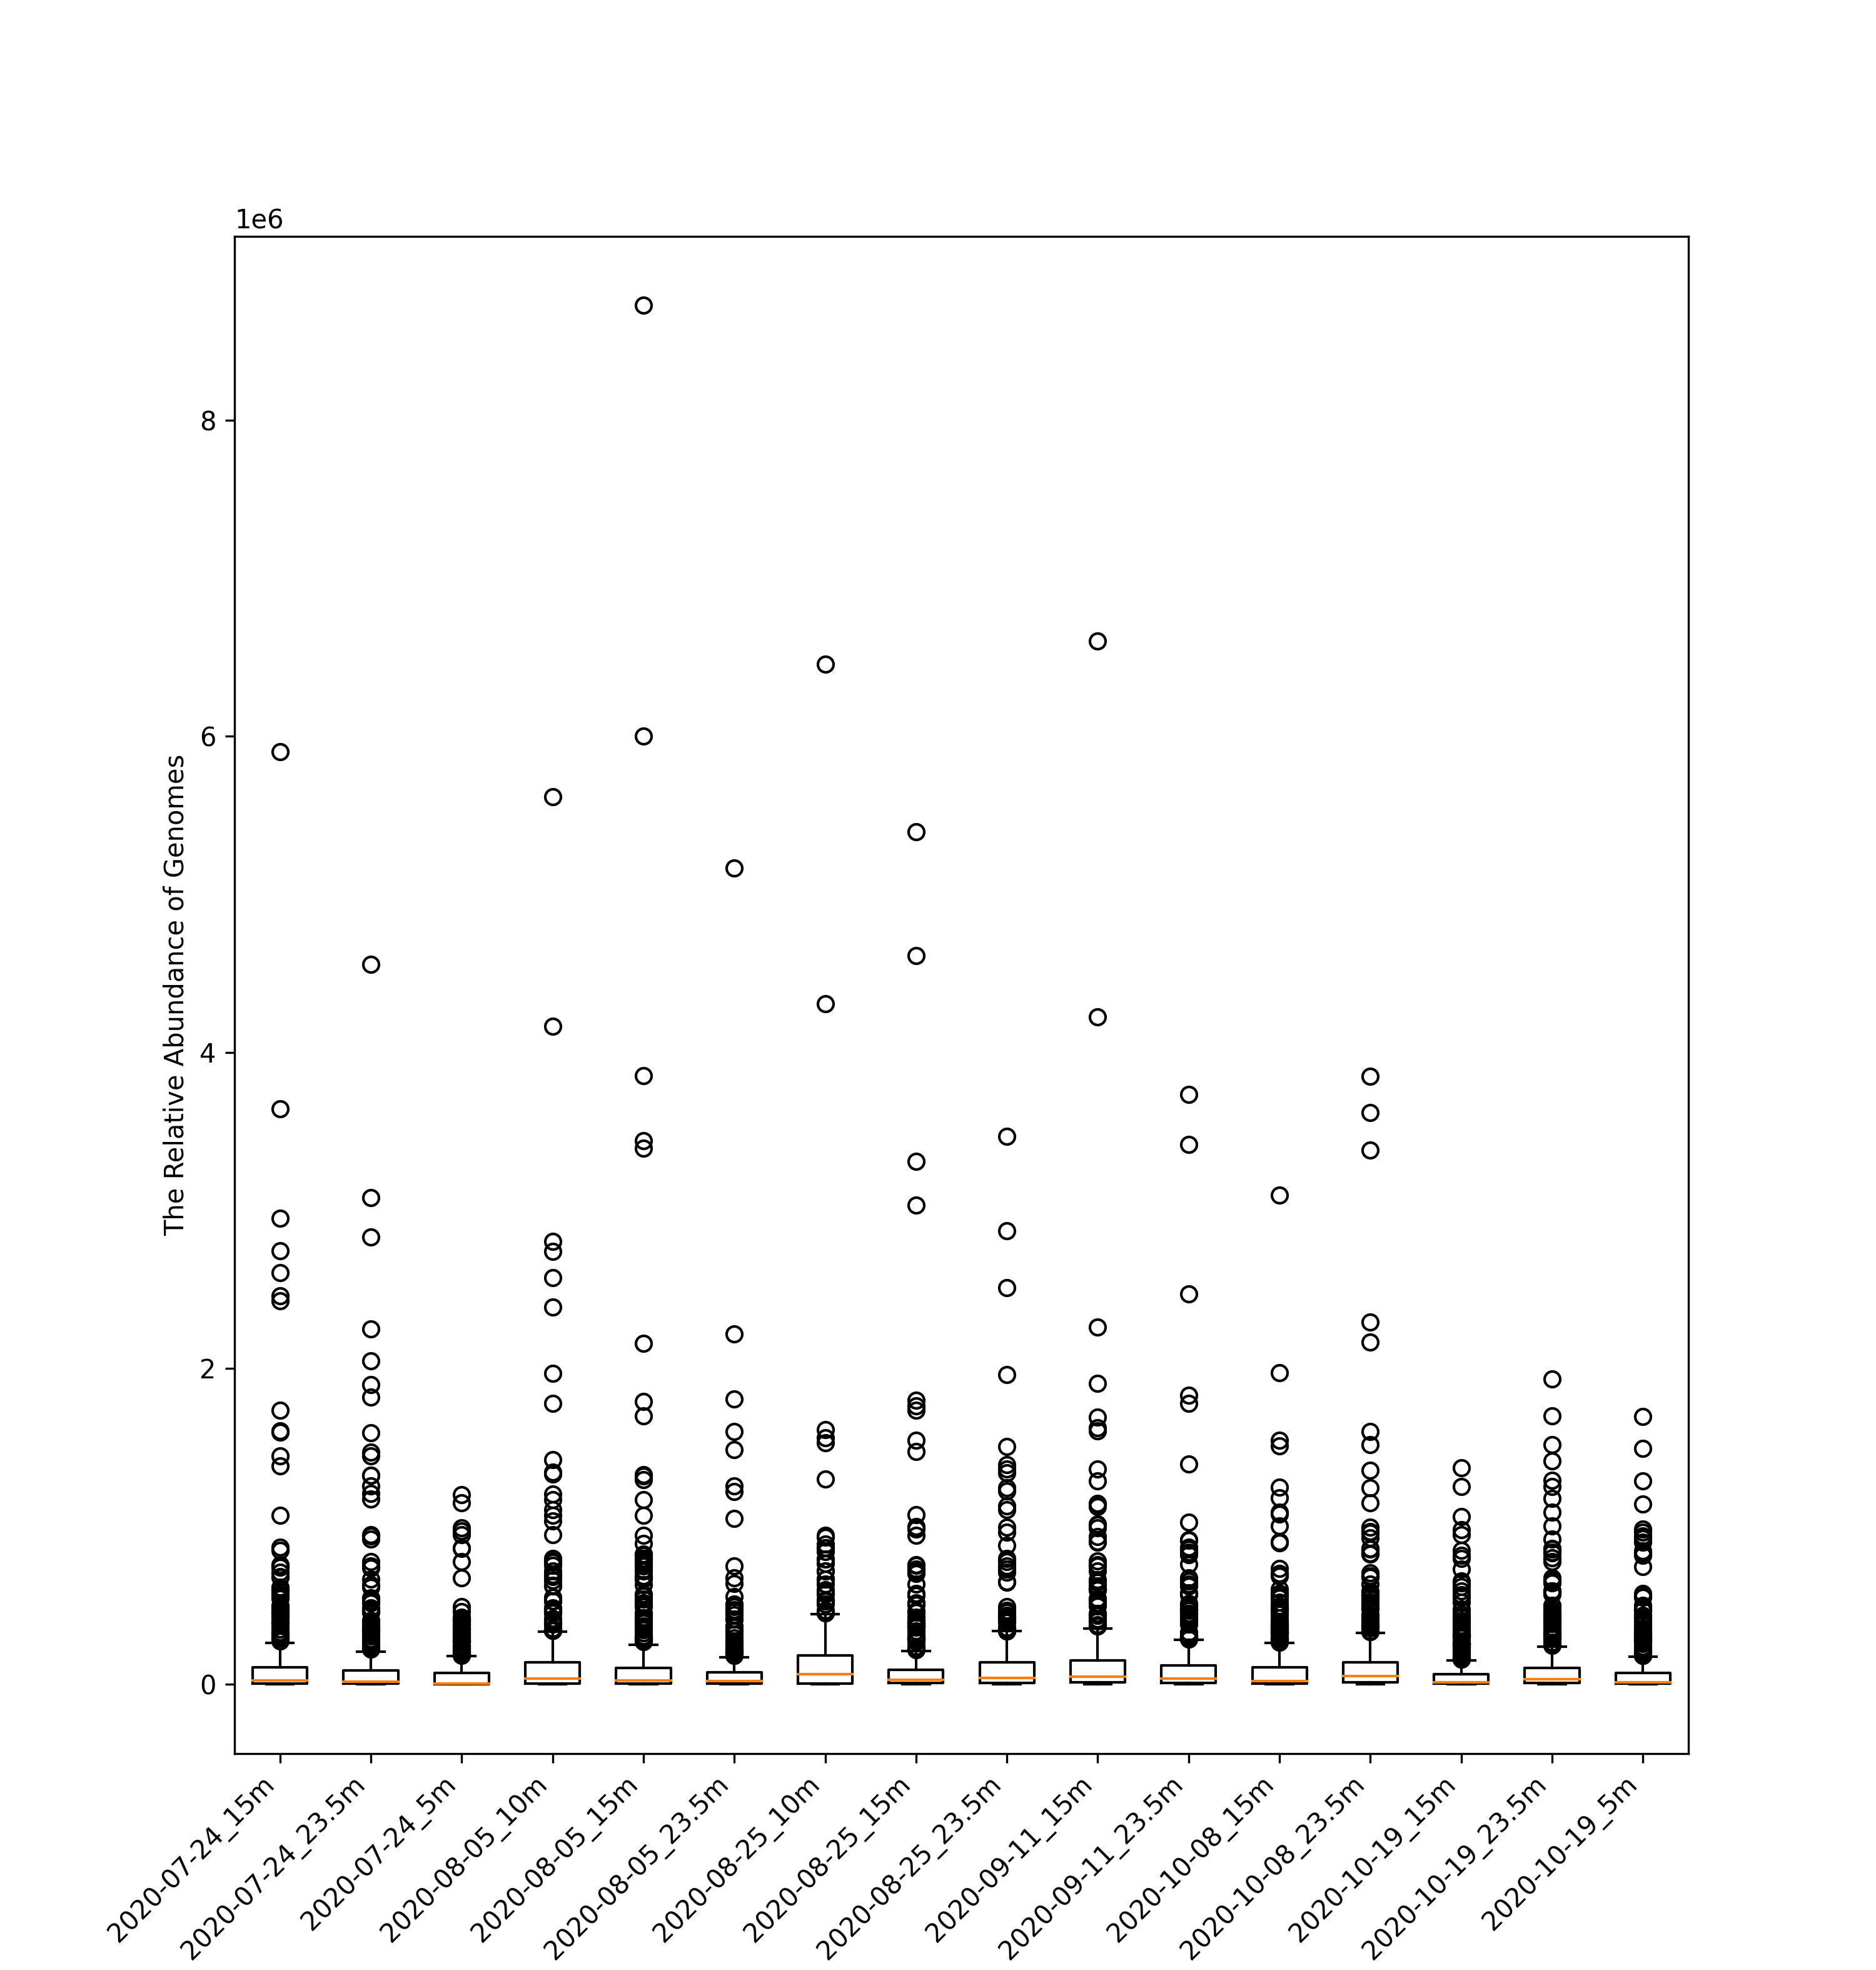 1e6
8
6
4
2
0
The Relative Abundance of Genomes
2020-07-24_15m
2020-07-24_23.5m
2020-07-24_5m
2020-08-05_10m
2020-08-05_15m
2020-08-05_23.5m
2020-08-25_10m
2020-08-25_15m
2020-08-25_23.5m
2020-09-11_15m
2020-09-11_23.5m
2020-10-08_15m
2020-10-08_23.5m
2020-10-19_15m
2020-10-19_23.5m
2020-10-19_5m